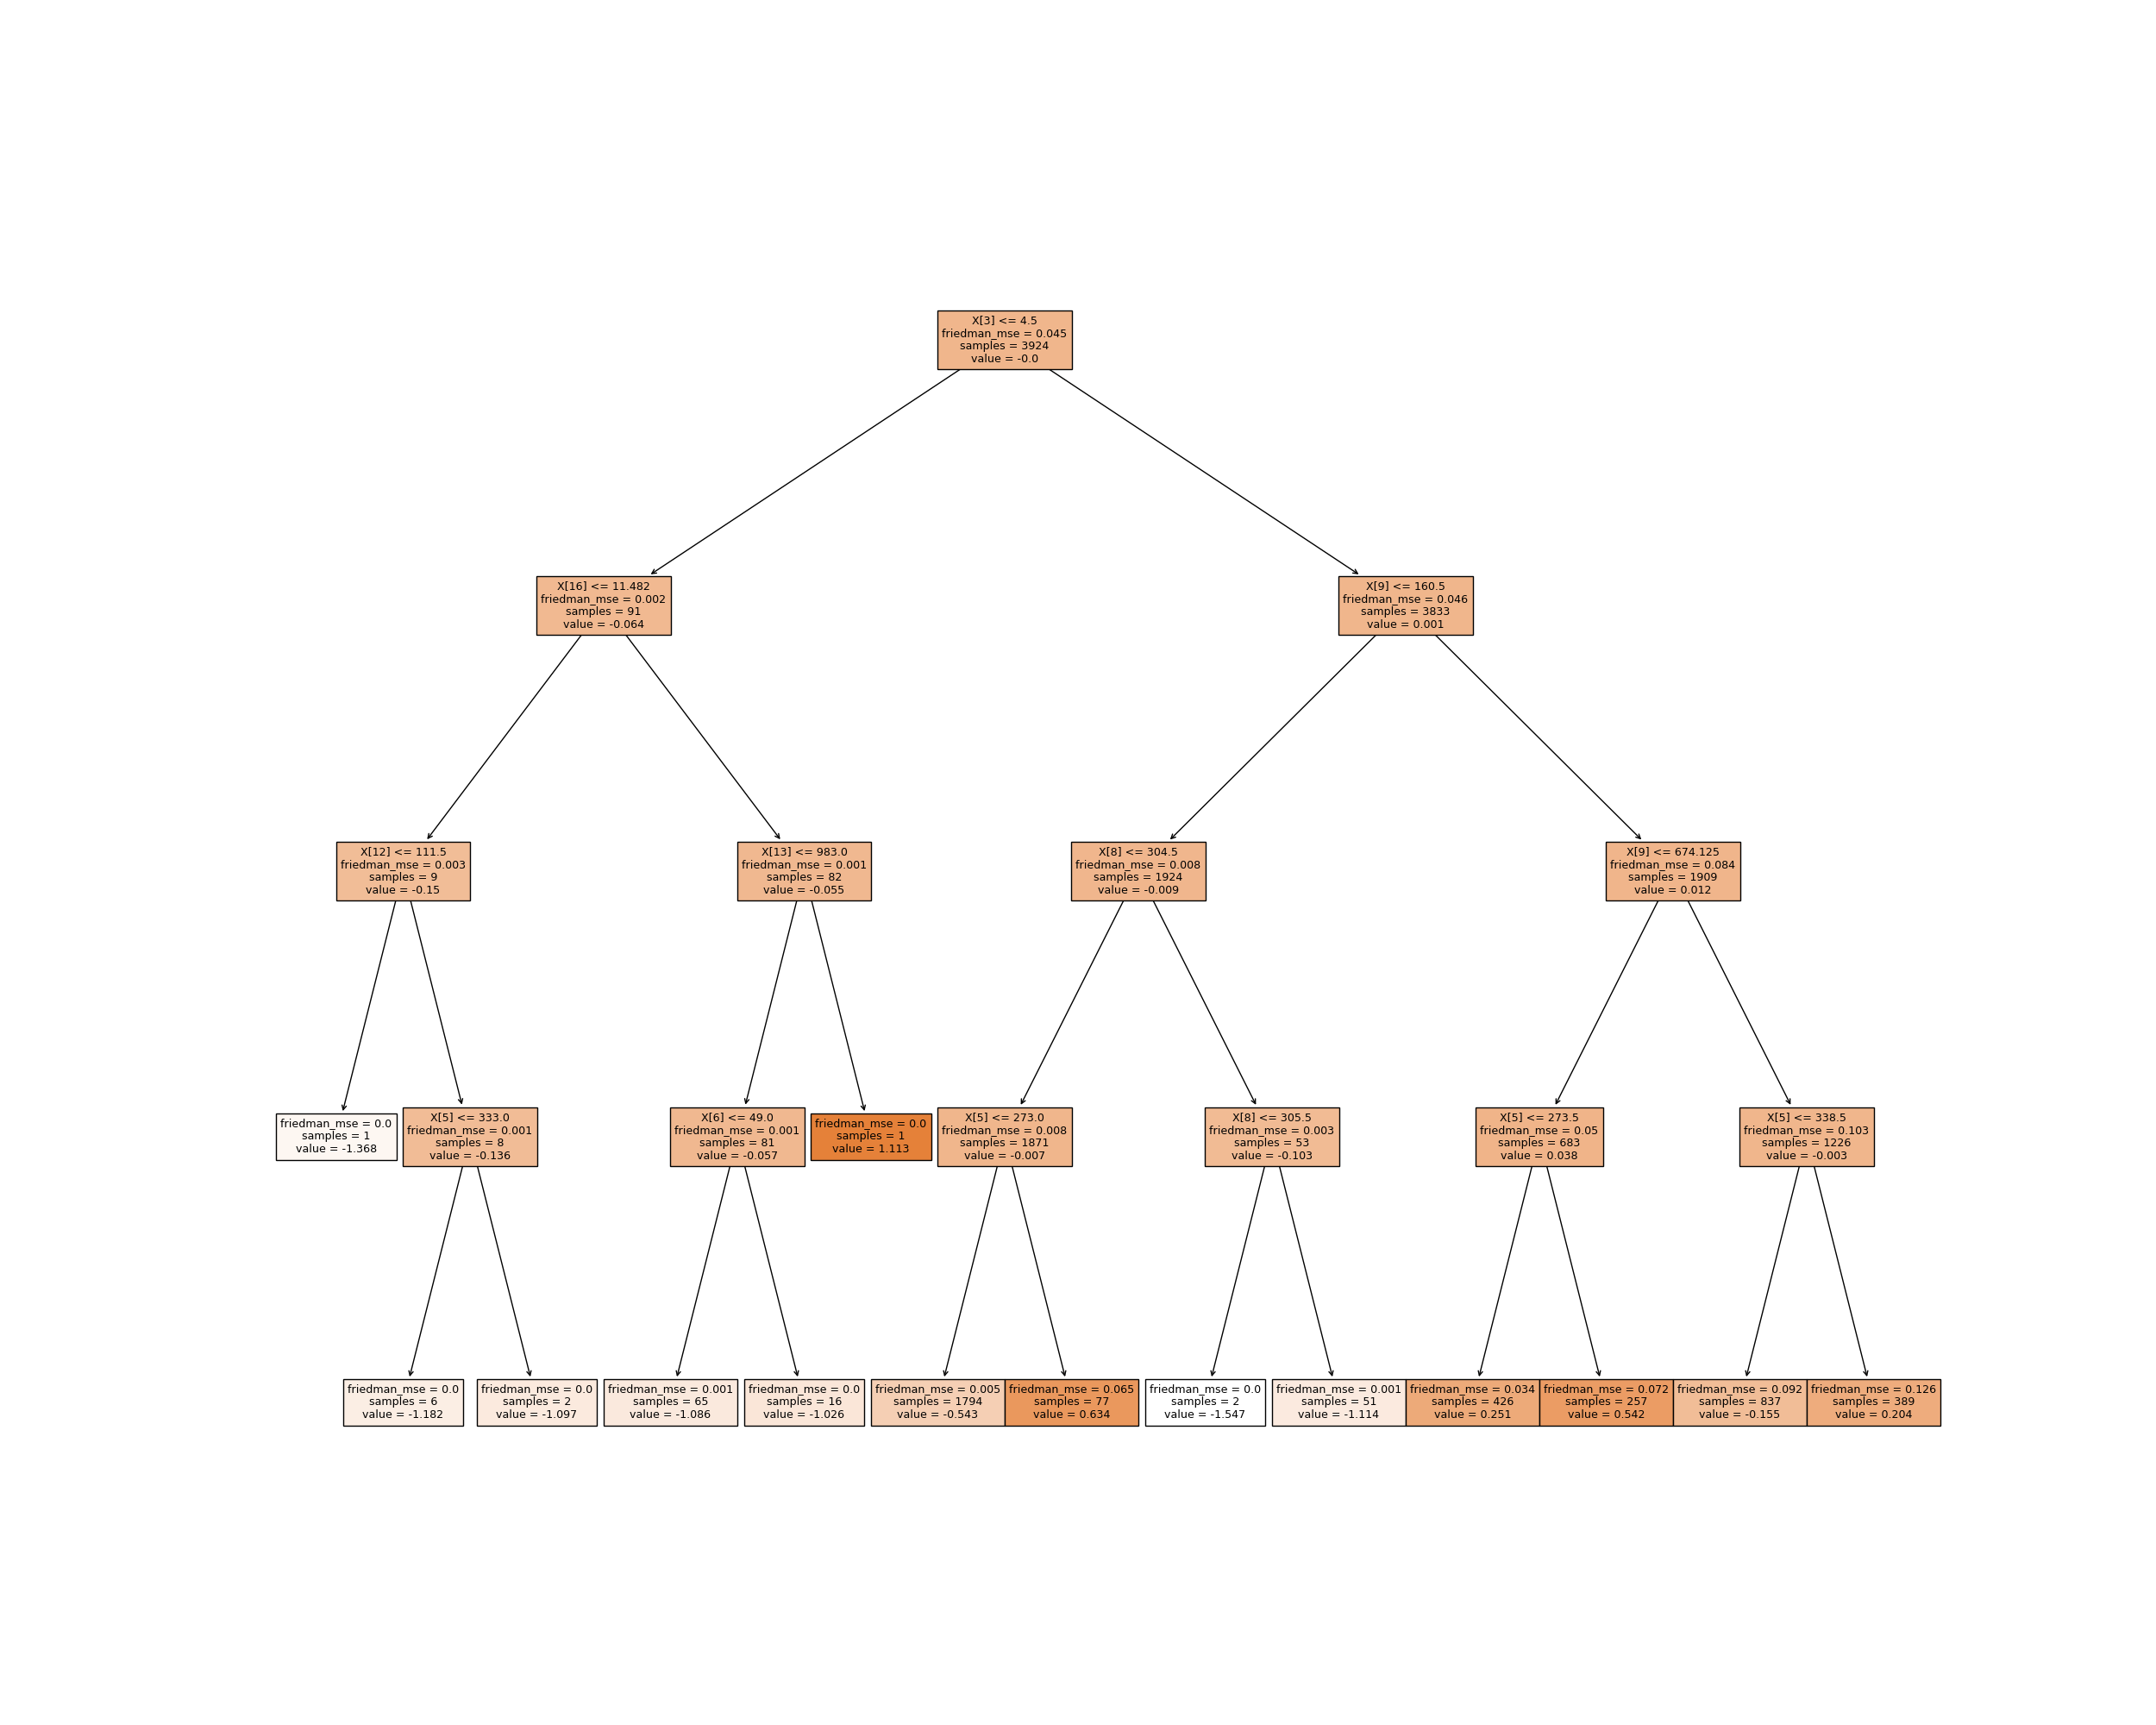 X[3] <= 4.5
friedman_mse = 0.045
samples = 3924
value = -0.0
X[16] <= 11.482
friedman_mse = 0.002
samples = 91
value = -0.064
X[9] <= 160.5
friedman_mse = 0.046
samples = 3833
value = 0.001
X[12] <= 111.5
friedman_mse = 0.003
samples = 9
value = -0.15
X[13] <= 983.0
friedman_mse = 0.001
samples = 82
value = -0.055
X[8] <= 304.5
friedman_mse = 0.008
samples = 1924
value = -0.009
X[9] <= 674.125
friedman_mse = 0.084
samples = 1909
value = 0.012
friedman_mse = 0.0
samples = 1
value = -1.368
X[5] <= 333.0
friedman_mse = 0.001
samples = 8
value = -0.136
X[6] <= 49.0
friedman_mse = 0.001
samples = 81
value = -0.057
friedman_mse = 0.0
samples = 1
value = 1.113
X[5] <= 273.0
friedman_mse = 0.008
samples = 1871
value = -0.007
X[8] <= 305.5
friedman_mse = 0.003
samples = 53
value = -0.103
X[5] <= 273.5
friedman_mse = 0.05
samples = 683
value = 0.038
X[5] <= 338.5
friedman_mse = 0.103
samples = 1226
value = -0.003
friedman_mse = 0.0
samples = 6
value = -1.182
friedman_mse = 0.0
samples = 2
value = -1.097
friedman_mse = 0.001
samples = 65
value = -1.086
friedman_mse = 0.0
samples = 16
value = -1.026
friedman_mse = 0.005
samples = 1794
value = -0.543
friedman_mse = 0.065
samples = 77
value = 0.634
friedman_mse = 0.0
samples = 2
value = -1.547
friedman_mse = 0.001
samples = 51
value = -1.114
friedman_mse = 0.034
samples = 426
value = 0.251
friedman_mse = 0.072
samples = 257
value = 0.542
friedman_mse = 0.092
samples = 837
value = -0.155
friedman_mse = 0.126
samples = 389
value = 0.204